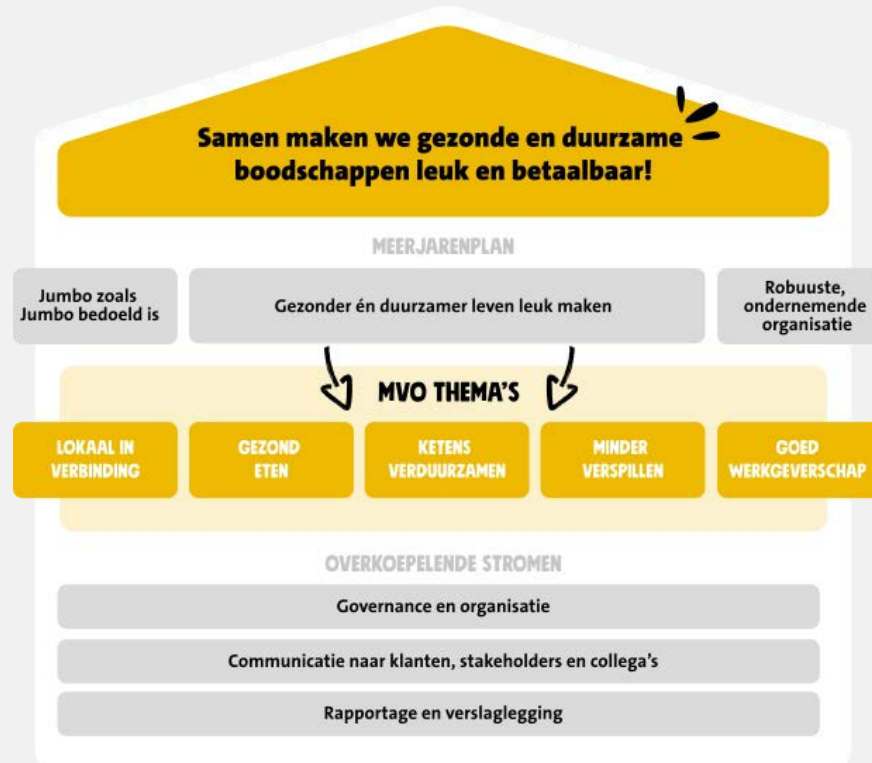 Samen maken we gezonde en duurzame
boodschappen leuk en betaalbaar!
MEERJARENPLAN
Jumbo zoals
Jumbo bedoeld is
Gezonder én duurzamer leven leuk maken
Robuuste,
ondernemende
organisatie
MVO THEMA'S
LOKAAL IN
VERBINDING
GEZOND
ETEN
KETENS
VERDUURZAMEN
MINDER
VERSPILLEN
GOED
WERKGEVERSCHAP
OVERKOEPELENDE STROMEN
Governance en organisatie
Communicatie naar klanten, stakeholders en collega's
Rapportage en verslaglegging